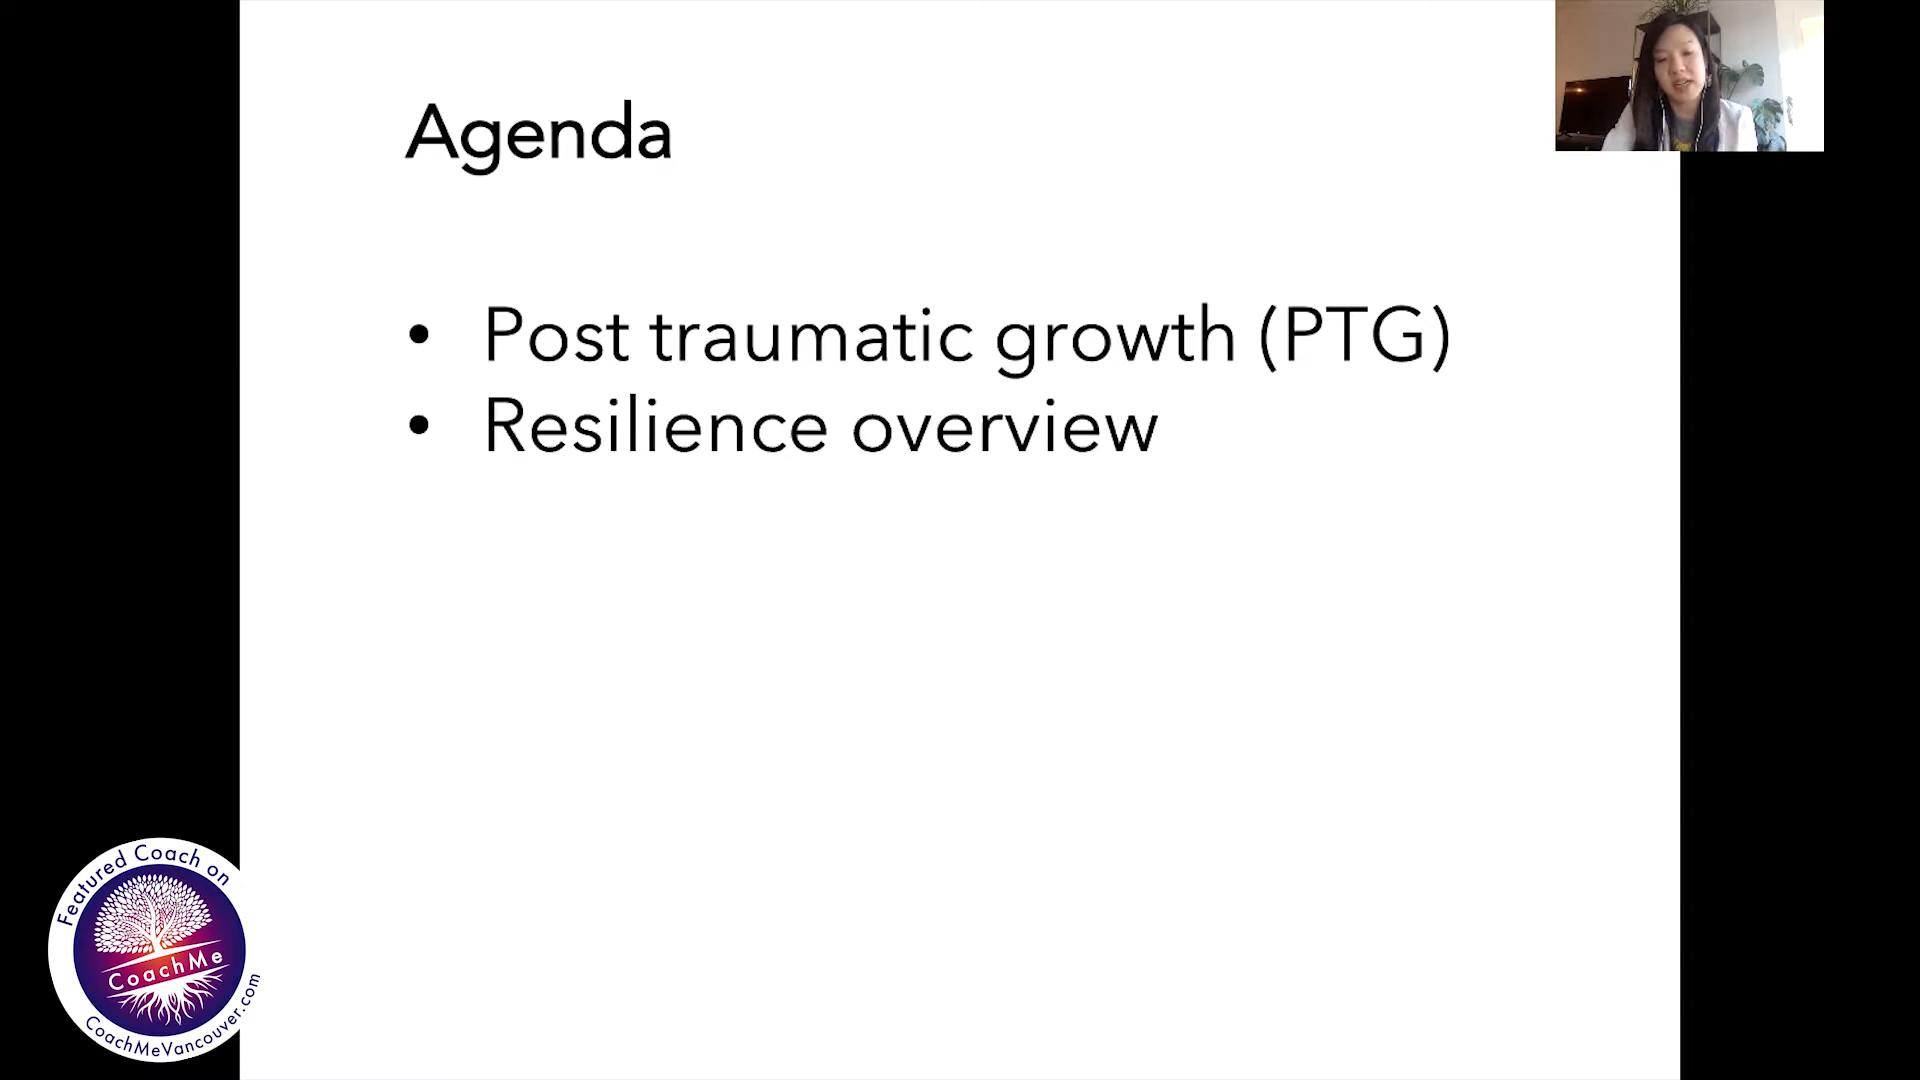 Agenda
• Post traumatic growth (PTG)
• Resilience overview
Featured Coach on
CoachMe
CoachMeVancouver.com